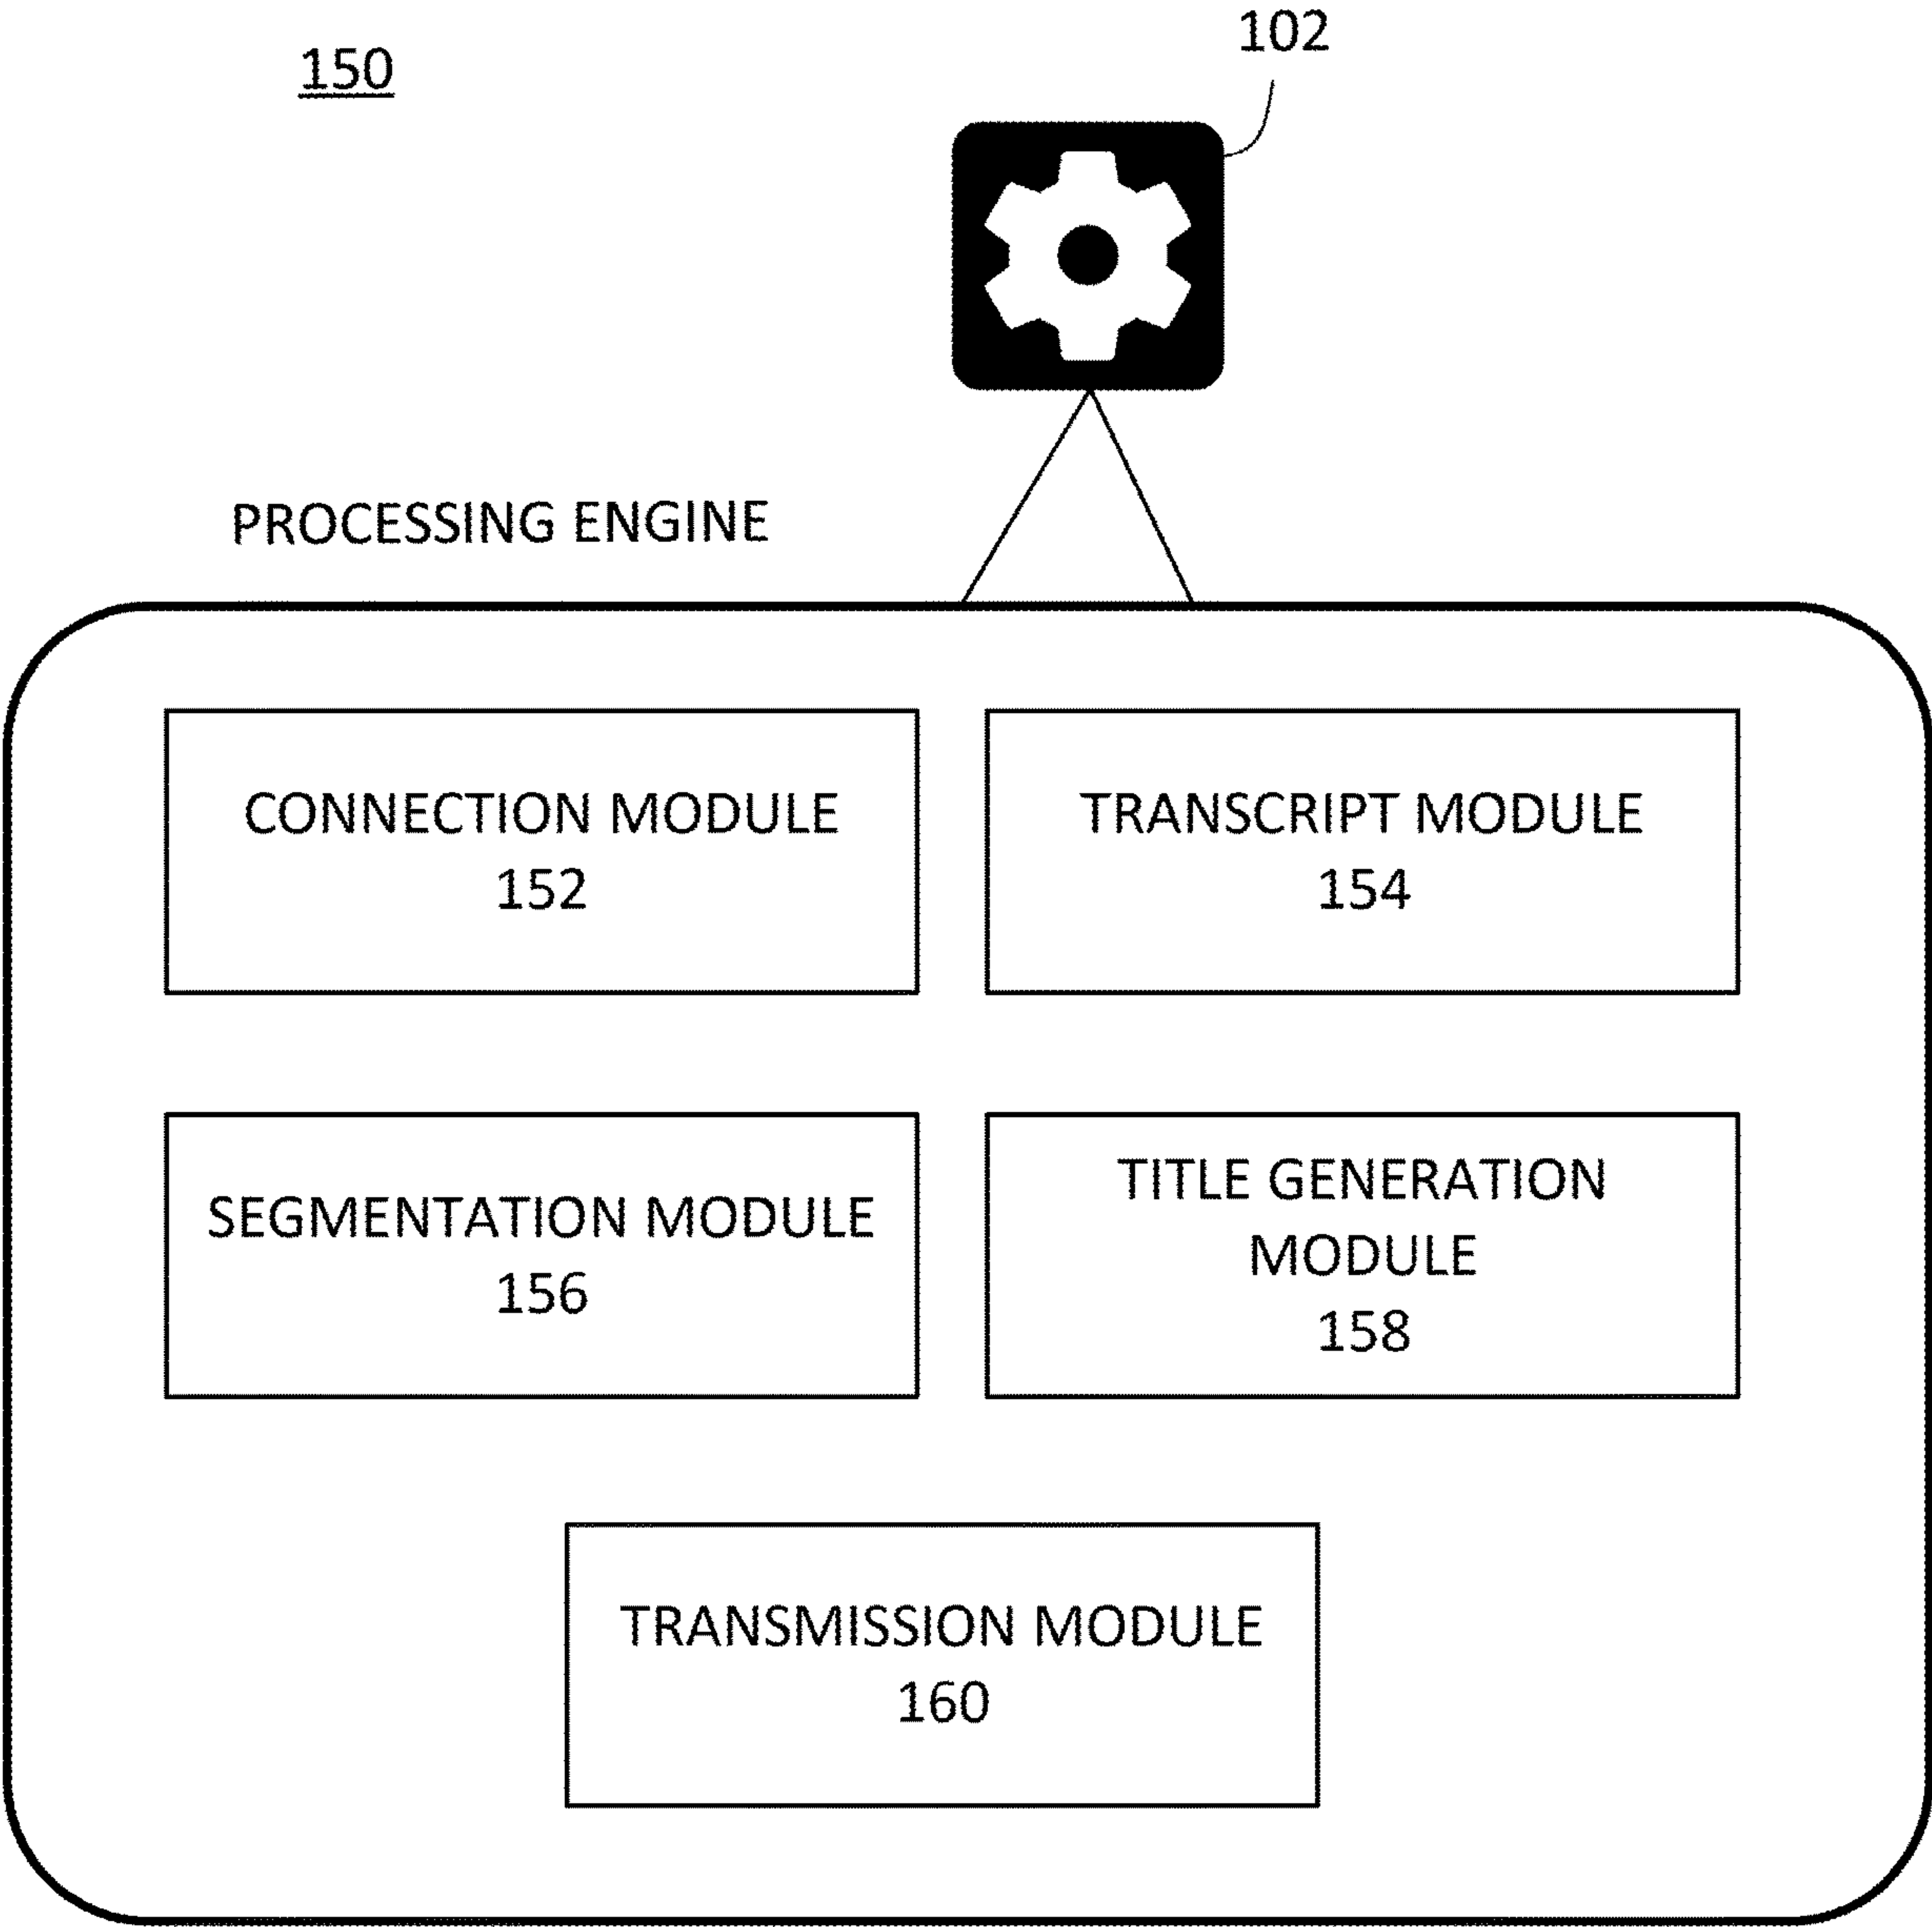 150
102
PROCESSING ENGINE
CONNECTION MODULE
152
TRANSCRIPT MODULE
154
SEGMENTATION MODULE
156
TITLE GENERATION
MODULE
158
TRANSMISSION MODULE
160